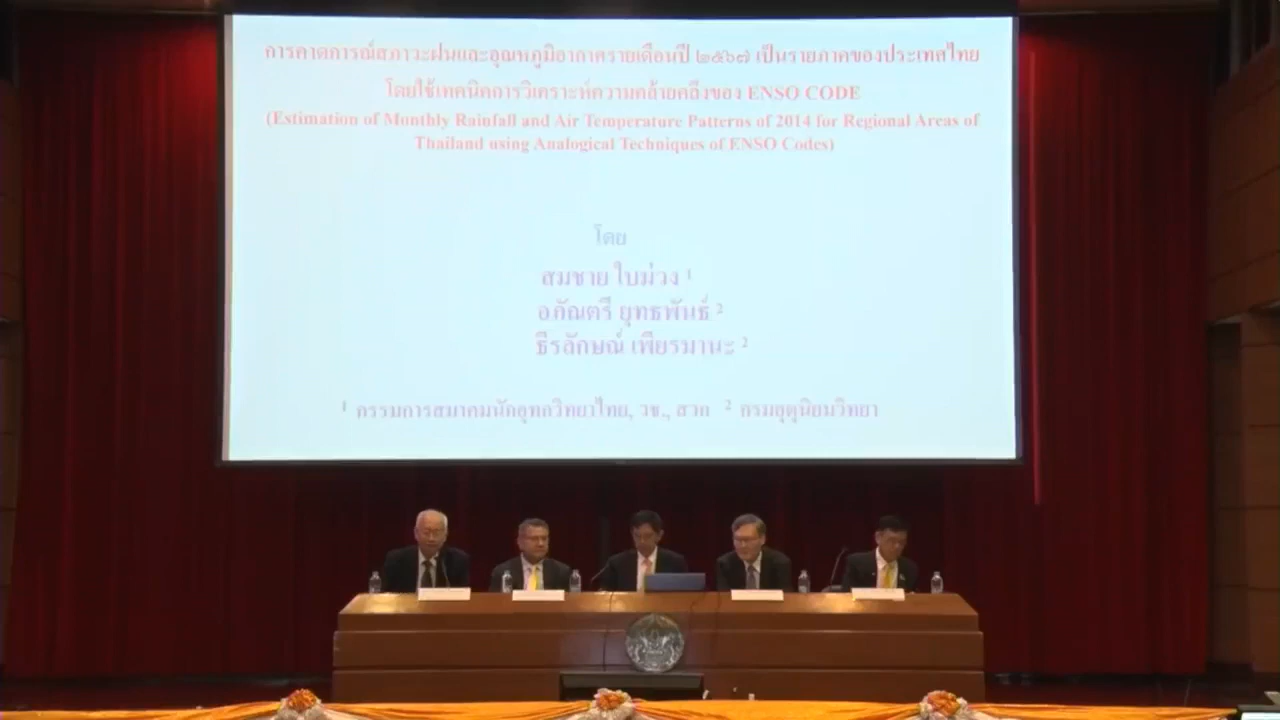 การคาดการณ์สภาวะฝนและอุณหภูมิอากาศรายเดือนปี ๒๕๖๗ เป็นรายภาคของประเทศไทย
โดยใช้เทคนิคการวิเคราะห์ความคล้ายคลึงของ ENSO CODE
(Estimation of Monthly Rainfall and Air Temperature Patterns of 2014 for Regional Areas of
Thailand using Analogical Techniques of ENSO Codes)
โดย
สมชาย ใบม่วง ¹
อภัณตรี ยุทธพันธ์ ²
ธีรลักษณ์ เพียรมานะ ²
¹ กรรมการสมาคมนักอุทกวิทยาไทย, วช., สวก ² กรมอุตุนิยมวิทยา